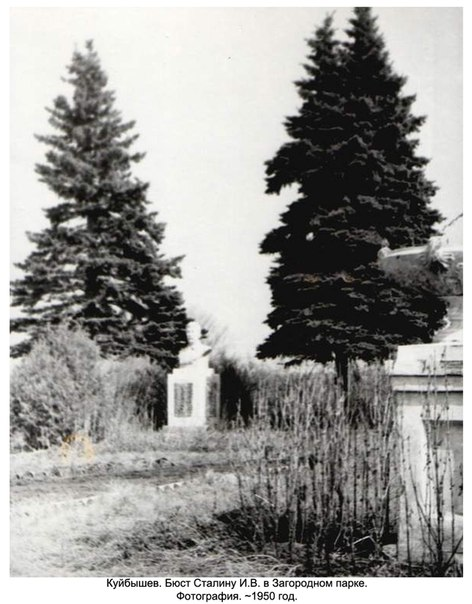 Куйбышев. Бюст Сталину И.В. в Загородном парке.
Фотография. ~1950 год.